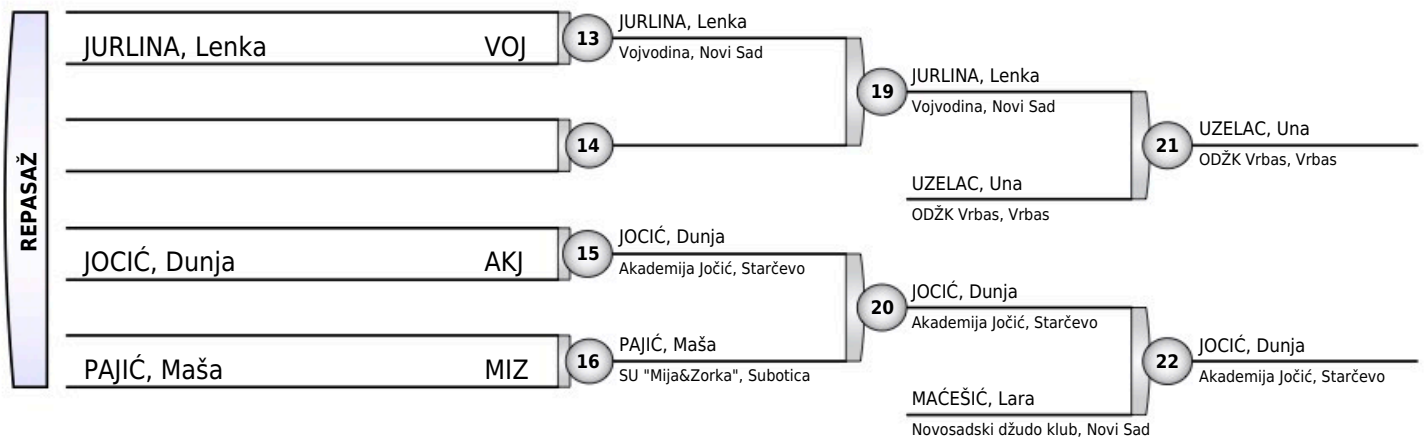 REPASAŽ
JURLINA, Lenka VOJ
13
JURLINA, Lenka
Vojvodina, Novi Sad
14
19
JURLINA, Lenka
Vojvodina, Novi Sad
UZELAC, Una
ODŽK Vrbas, Vrbas
21
UZELAC, Una
ODŽK Vrbas, Vrbas
JOCIĆ, Dunja AKJ
15
JOCIĆ, Dunja
Akademija Jočić, Starčevo
PAJIĆ, Maša MIZ
16
PAJIĆ, Maša
SU "Mija&Zorka", Subotica
20
JOCIĆ, Dunja
Akademija Jočić, Starčevo
MAĆEŠIĆ, Lara
Novosadski džudo klub, Novi Sad
22
JOCIĆ, Dunja
Akademija Jočić, Starčevo